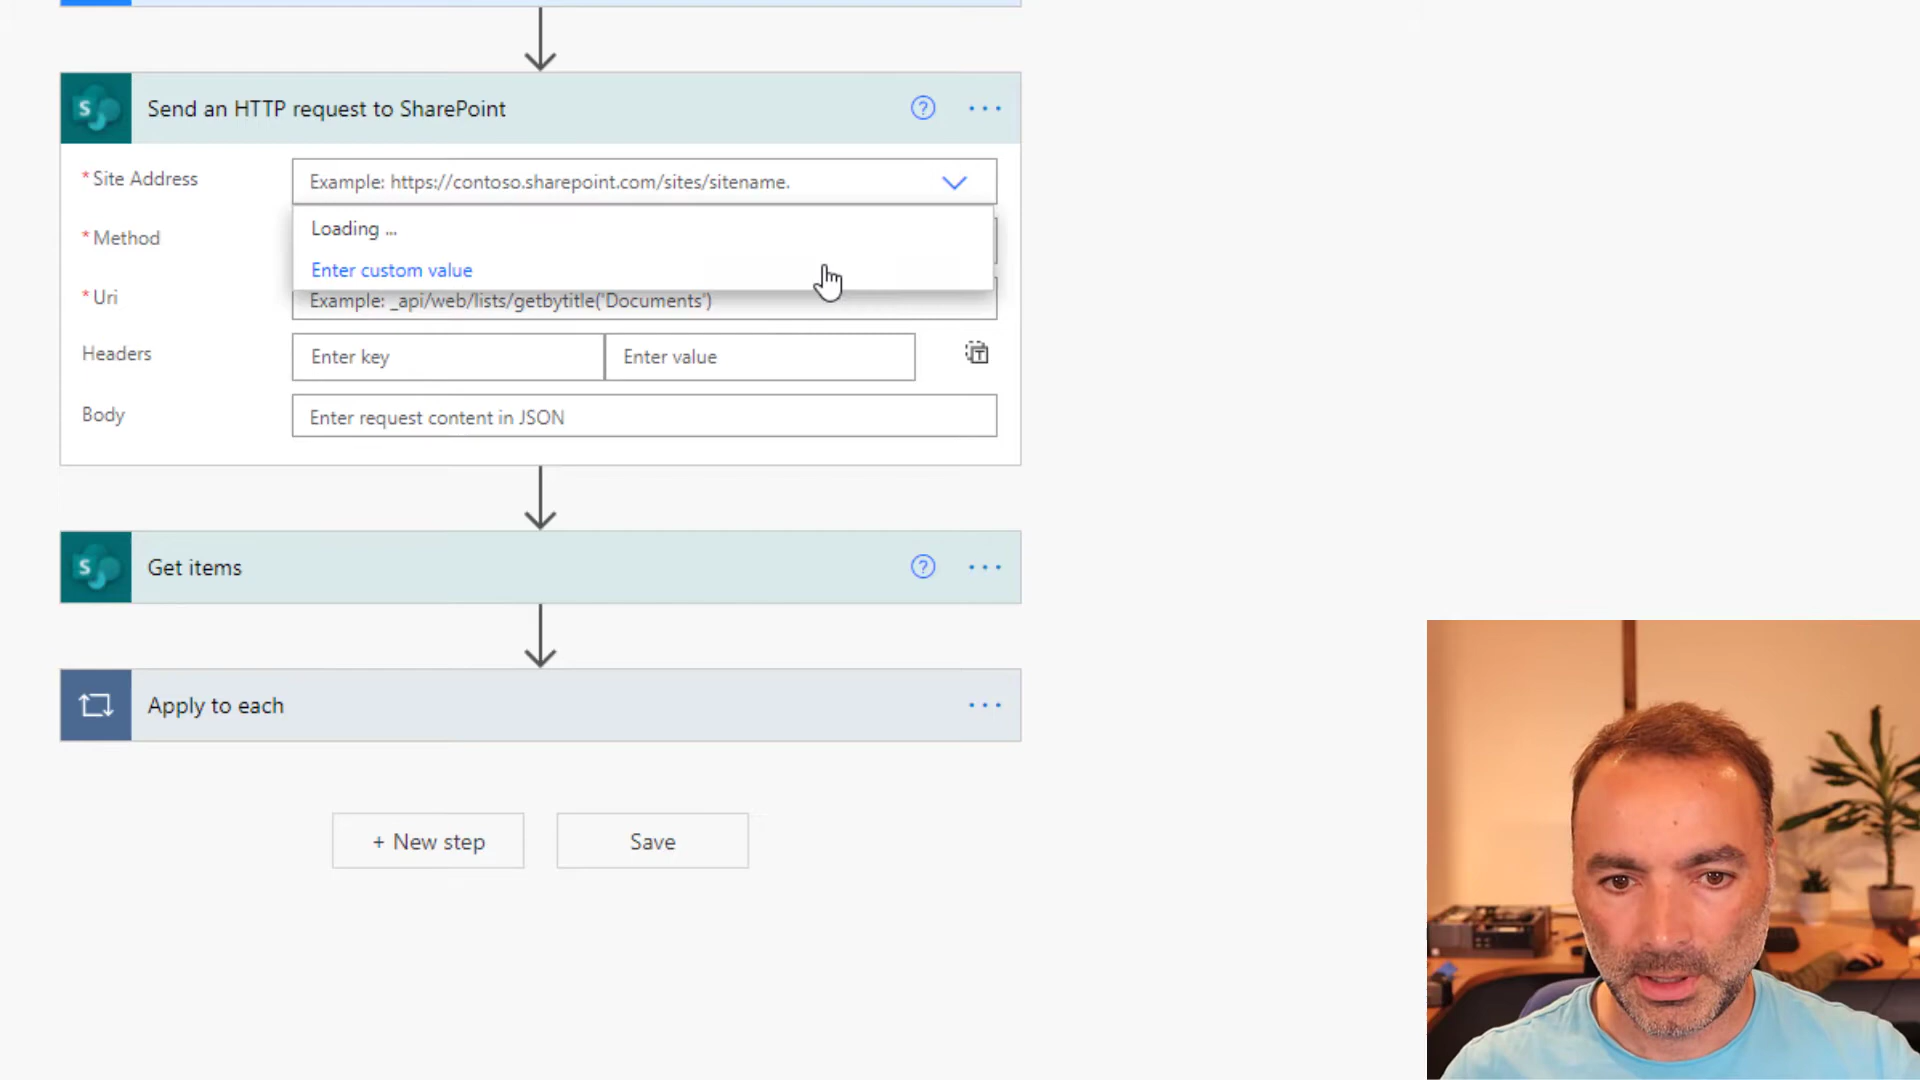 S
Send an HTTP request to SharePoint
?
* Site Address
Example: https://contoso.sharepoint.com/sites/sitename.
Loading ...
* Method
Enter custom value
* Uri
Example: _api/web/lists/getbytitle('Documents')
Headers
Enter key
Enter value
T
Body
Enter request content in JSON
S
Get items
?
Apply to each
+ New step
Save